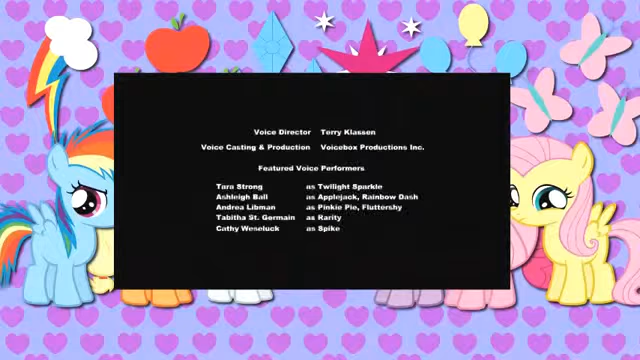 Voice Director Terry Klassen
Voice Casting & Production Voicebox Productions Inc.
Featured Voice Performers
Tara Strong as Twilight Sparkle
Ashleigh Ball as Applejack, Rainbow Dash
Andrea Libman as Pinkie Pie, Fluttershy
Tabitha St. Germain as Rarity
Cathy Weseluck as Spike